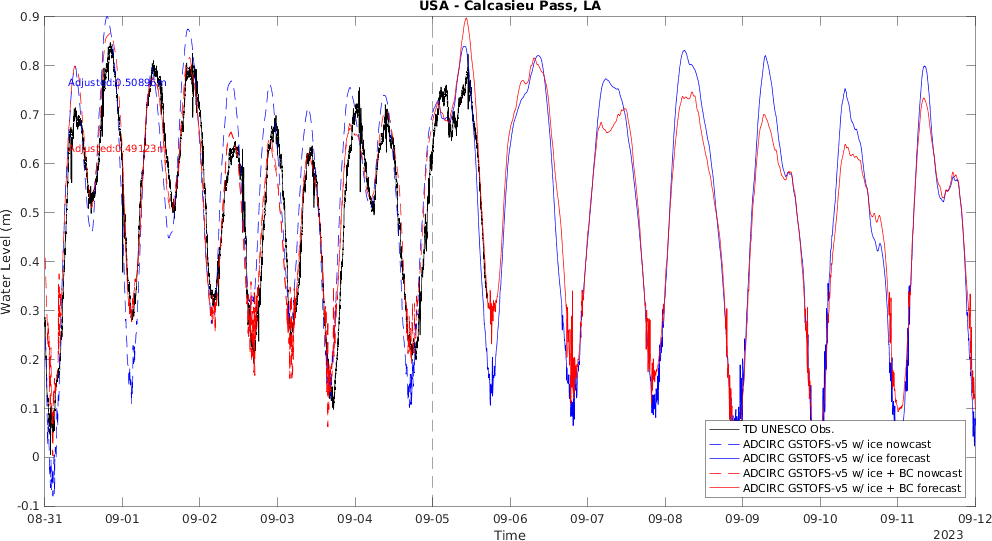 USA - Calcasieu Pass, LA
0.9
0.8
0.7
0.6
0.5
0.4
0.3
0.2
0.1
0
-0.1
Water Level (m)
Adjusted:0.49123m
08-31
09-01
09-02
09-03
09-04
09-05
09-06
09-07
09-08
09-09
09-10
09-11
09-12
Time
2023
TD UNESCO Obs.
ADCIRC GSTOFS-v5 w/ ice nowcast
ADCIRC GSTOFS-v5 w/ ice forecast
ADCIRC GSTOFS-v5 w/ ice + BC nowcast
ADCIRC GSTOFS-v5 w/ ice + BC forecast